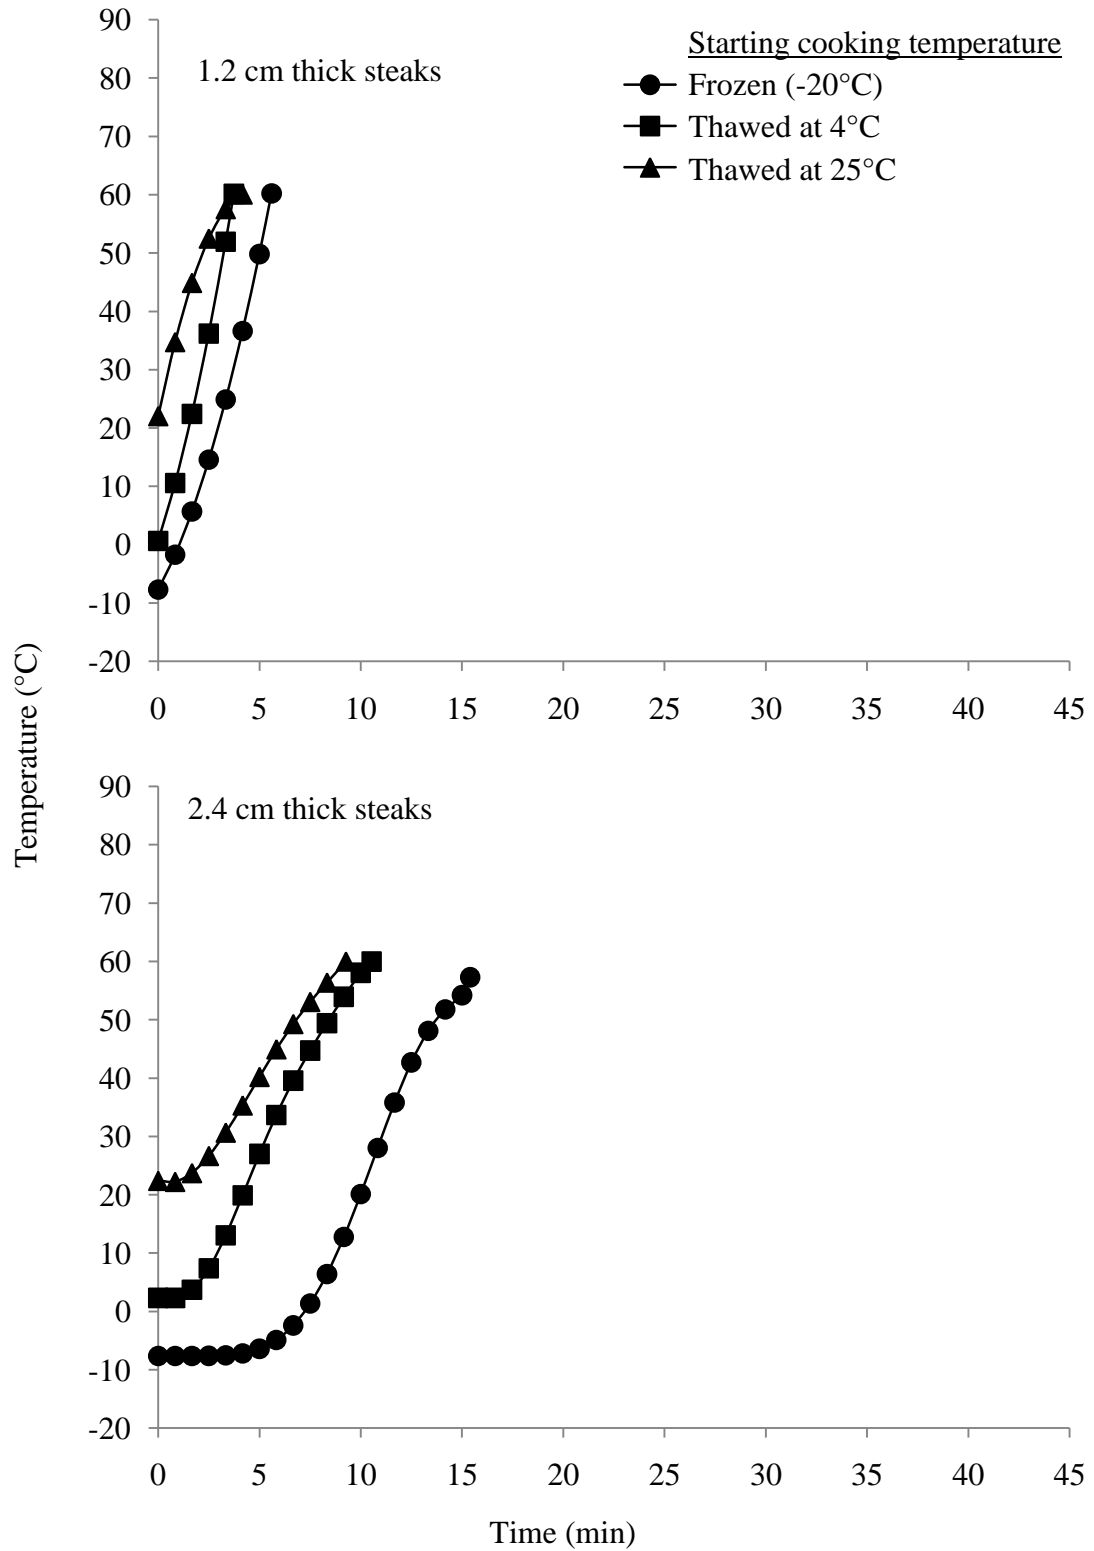 90
1.2 cm thick steaks
80
70
60
50
40
30
20
10
0
-10
-20
0 5 10 15 20 25 30 35 40 45
Starting cooking temperature
Frozen (-20°C)
Thawed at 4°C
Thawed at 25°C
Temperature (°C)
90
2.4 cm thick steaks
80
70
60
50
40
30
20
10
0
-10
-20
0 5 10 15 20 25 30 35 40 45
Time (min)